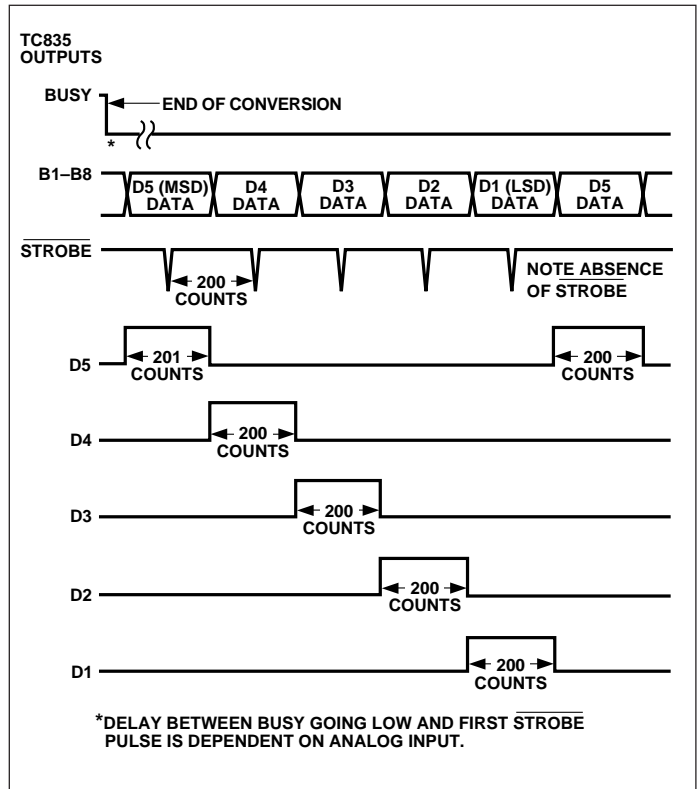 TC835
OUTPUTS
BUSY
END OF CONVERSION
*
B1–B8
D5 (MSD)
DATA
D4
DATA
D3
DATA
D2
DATA
D1 (LSD)
DATA
D5
DATA
STROBE
200
COUNTS
NOTE ABSENCE
OF STROBE
D5
201
COUNTS
200
COUNTS
D4
200
COUNTS
D3
200
COUNTS
D2
200
COUNTS
D1
200
COUNTS
*DELAY BETWEEN BUSY GOING LOW AND FIRST STROBE
PULSE IS DEPENDENT ON ANALOG INPUT.